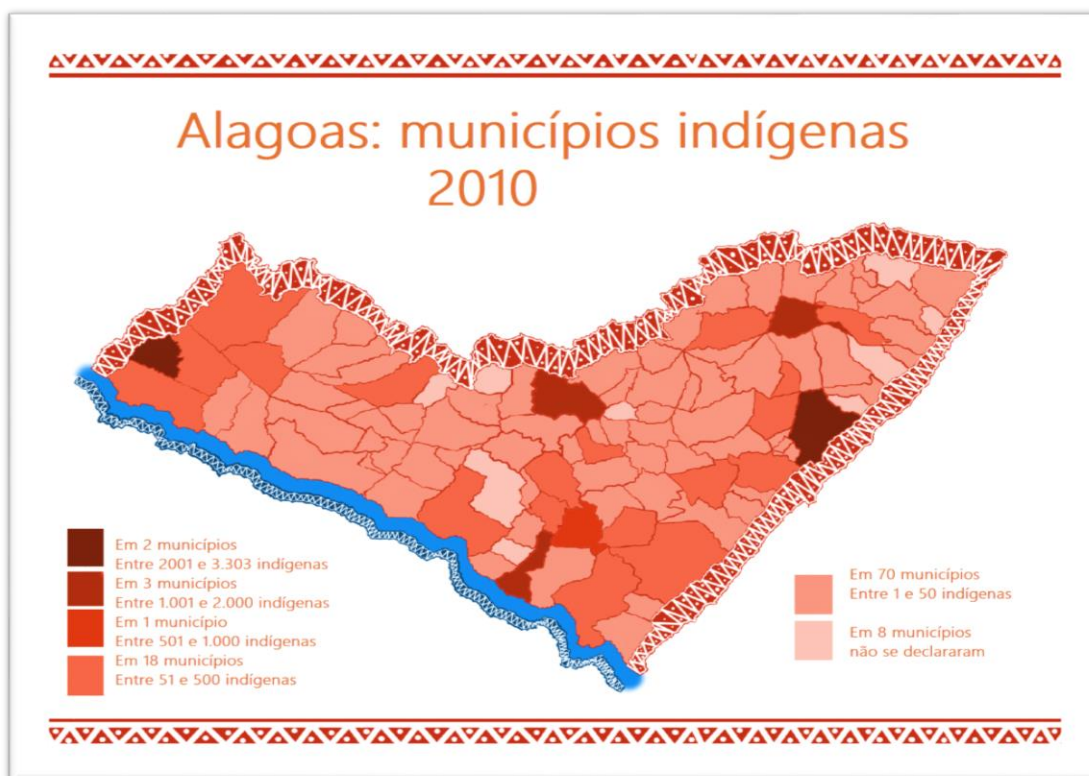 Alagoas: municípios indígenas
2010
Em 2 municípios
Entre 2001 e 3.303 indígenas
Em 3 municípios
Entre 1.001 e 2.000 indígenas
Em 1 município
Entre 501 e 1.000 indígenas
Em 18 municípios
Entre 51 e 500 indígenas
Em 70 municípios
Entre 1 e 50 indígenas
Em 8 municípios
não se declararam